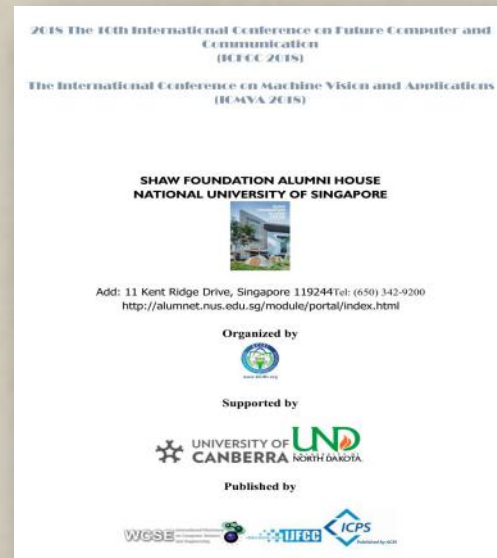 2018 The 10th International Conference on Future Computer and
Communication
(ICFCC 2018)
The International Conference on Machine Vision and Applications
(ICMVA 2018)
SHAW FOUNDATION ALUMNI HOUSE
NATIONAL UNIVERSITY OF SINGAPORE
Add: 11 Kent Ridge Drive, Singapore 119244Tel: (650) 342-9200
http://alumnet.nus.edu.sg/module/portal/index.html
Organized by
Supported by
UNIVERSITY OF
CANBERRA
UND
NORTH DAKOTA
Published by
WCSE
IJFCC
ICPS
Published by ACM